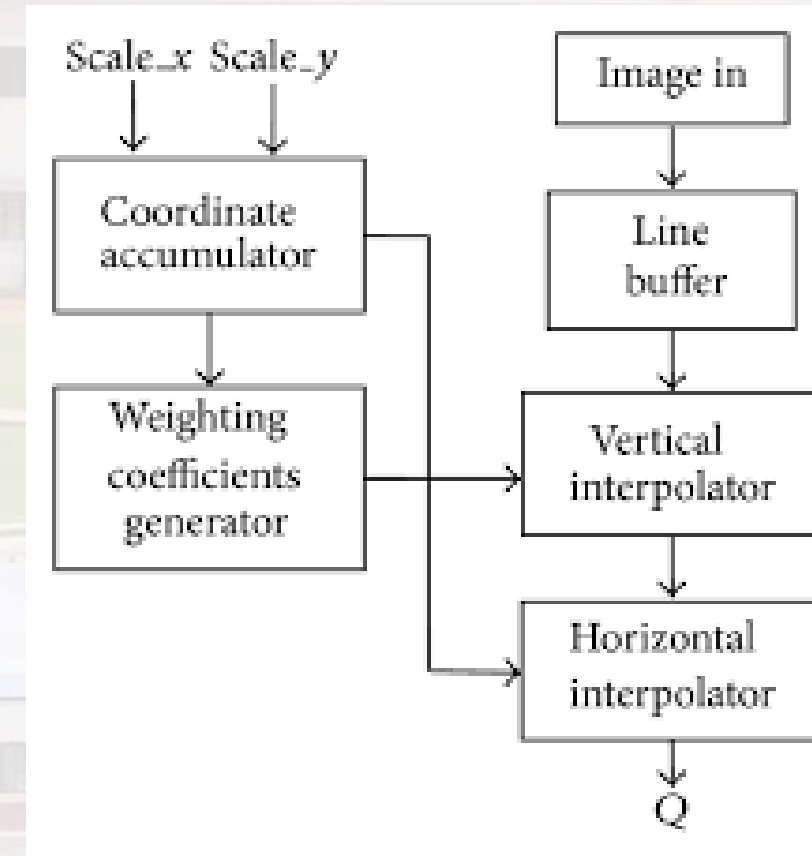 Scale_x Scale_y
Image in
Coordinate
accumulator
Line
buffer
Weighting
coefficients
generator
Vertical
interpolator
Horizontal
interpolator
Q